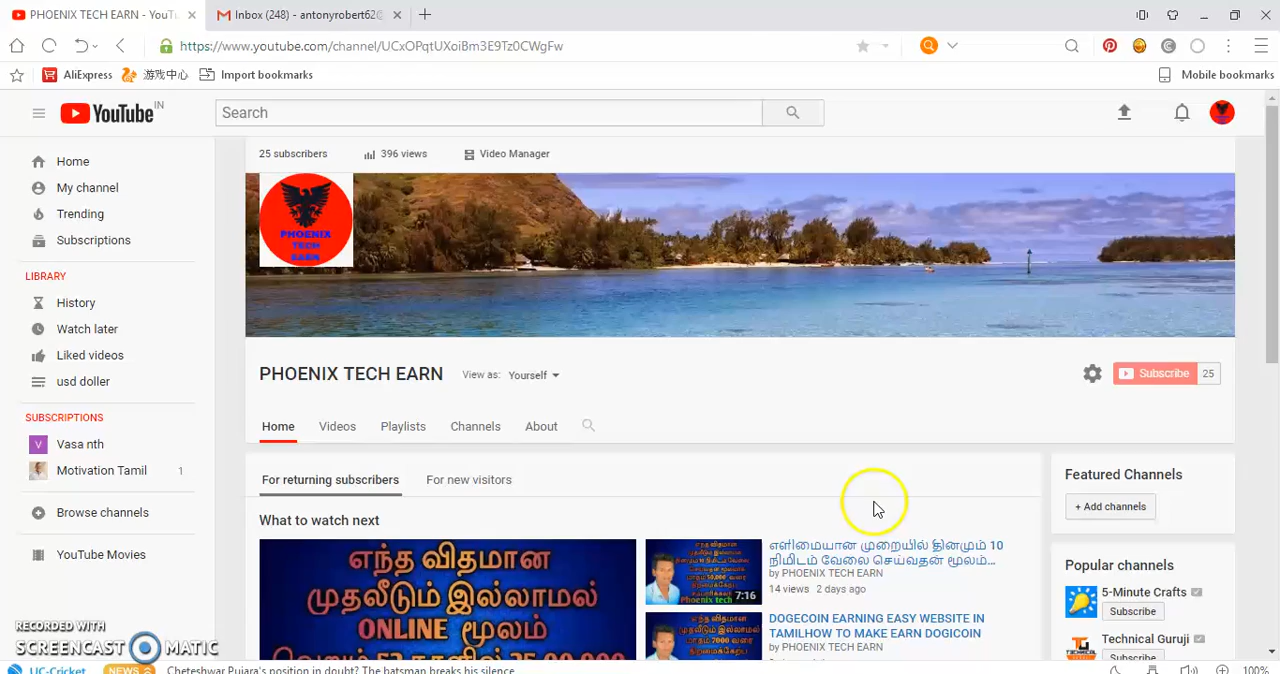 PHOENIX TECH EARN - YouT
Inbox (248) - antonyrobert62@
https://www.youtube.com/channel/UCxOPqtUXoiBm3E9Tz0CWgFw
AliExpress
游戏中心
Import bookmarks
Mobile bookmarks
YouTube IN
Search
Home
My channel
Trending
Subscriptions
LIBRARY
History
Watch later
Liked videos
usd doller
SUBSCRIPTIONS
Vasa nth
Motivation Tamil 1
Browse channels
YouTube Movies
25 subscribers
396 views
Video Manager
PHOENIX
TECH
EARN
PHOENIX TECH EARN
View as: Yourself
Subscribe 25
Home Videos Playlists Channels About
For returning subscribers
For new visitors
What to watch next
எந்த விதமான
முதலீடும் இல்லாமல்
ONLINE மூலம்
7:16
எளிமையான முறையில் தினமும் 10
நிமிடம் வேலை செய்வதன் மூலம்...
by PHOENIX TECH EARN
14 views 2 days ago
DOGECOIN EARNING EASY WEBSITE IN
TAMILHOW TO MAKE EARN DOGICOIN
by PHOENIX TECH EARN
Featured Channels
+ Add channels
Popular channels
5-Minute Crafts
Subscribe
Technical Guruji
Subscribe
RECORDED WITH
SCREENCAST MATIC
UC-Cricket
NEWS
Cheteshwar Pujara's position in doubt? The batsman breaks his silence
100%